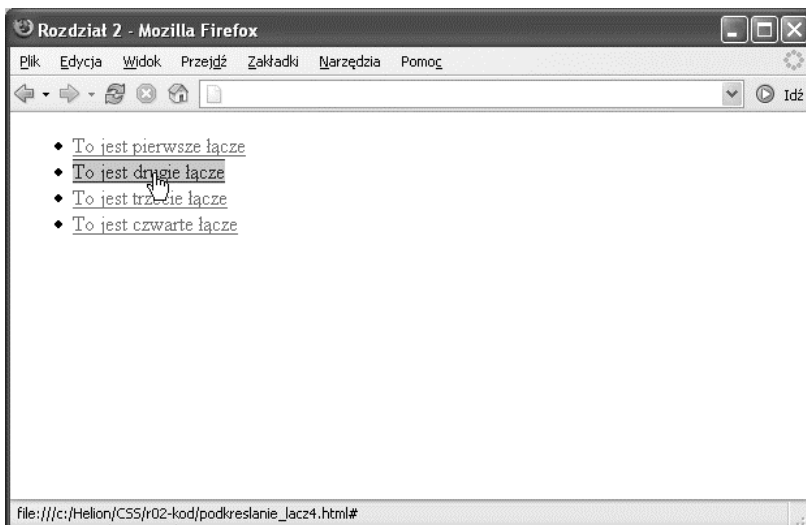 Rozdział 2 - Mozilla Firefox
Plik Edycja Widok Przejdź Zakładki Narzędzia Pomoc
Idź
To jest pierwsze łącze
To jest drugie łącze
To jest trzecie łącze
To jest czwarte łącze
file:///c:/Helion/CSS/r02-kod/podkreslanie_lacz4.html#